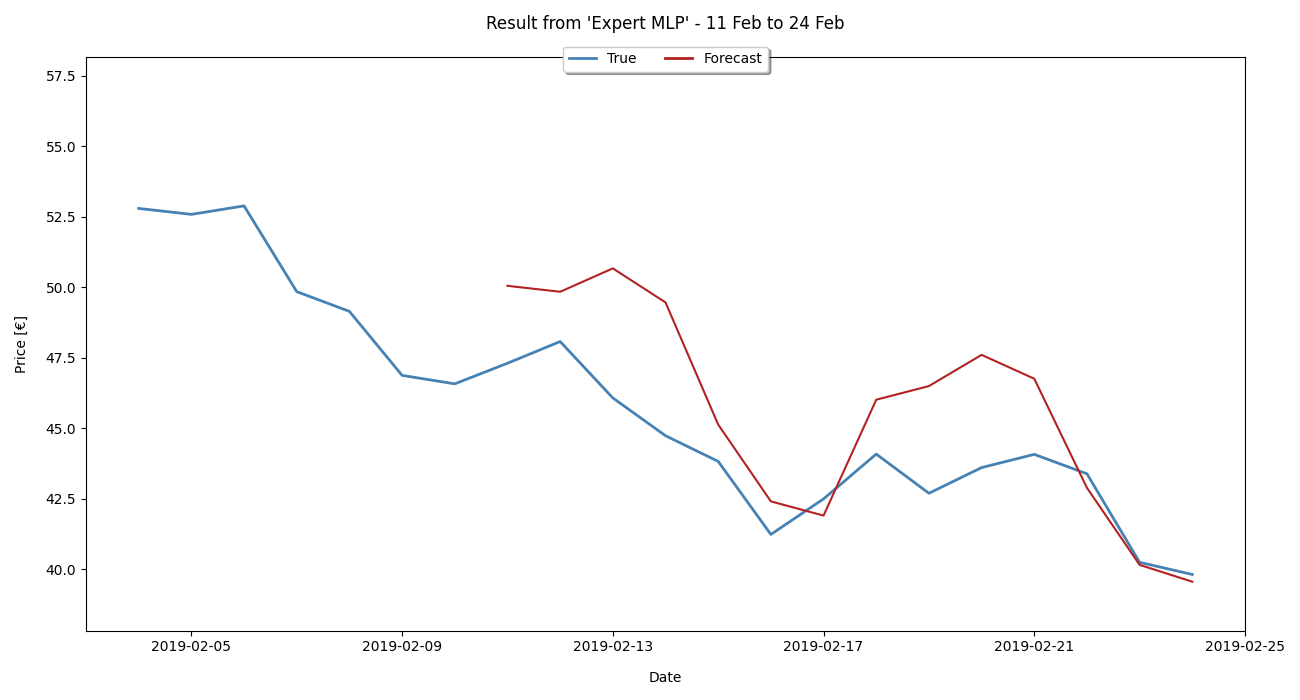 Result from 'Expert MLP' - 11 Feb to 24 Feb
True Forecast
57.5
55.0
52.5
50.0
47.5
45.0
42.5
40.0
Price [€]
2019-02-05 2019-02-09 2019-02-13 2019-02-17 2019-02-21 2019-02-25
Date